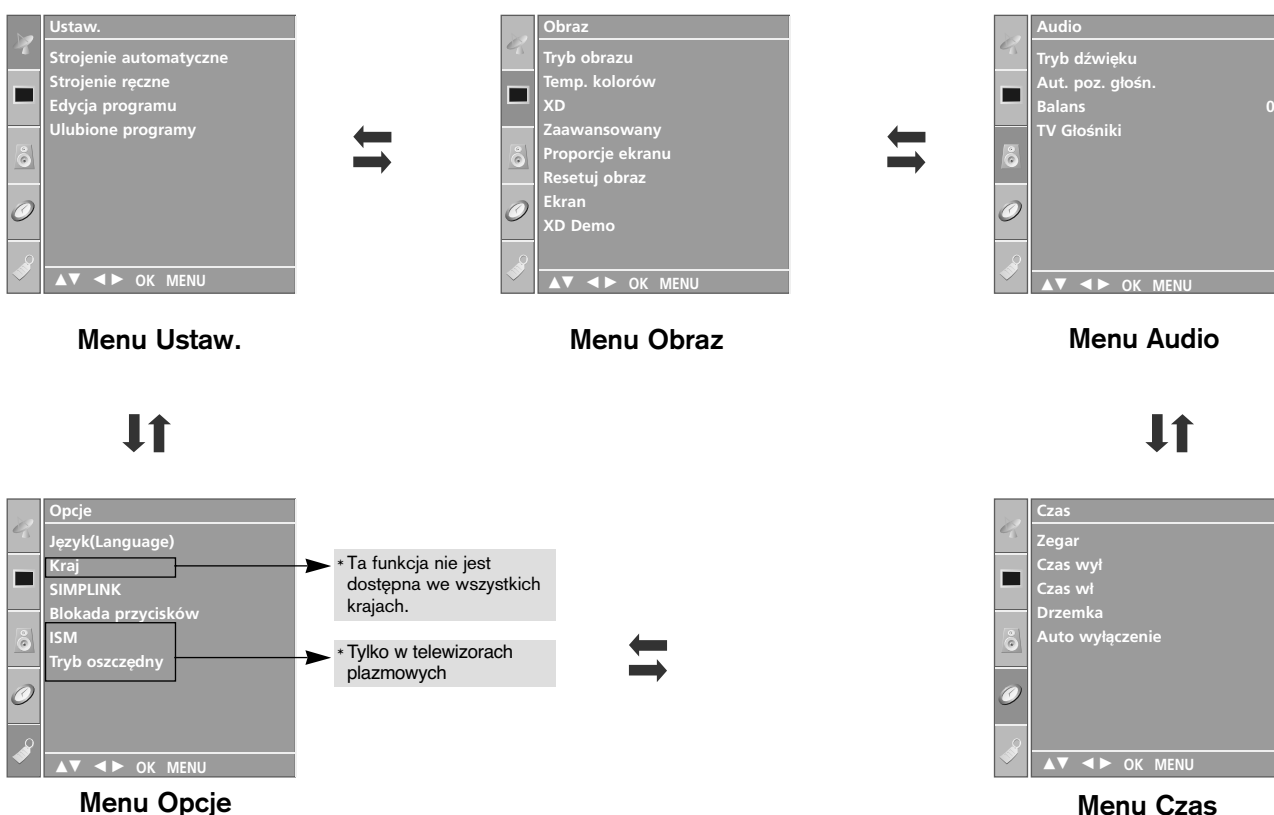 Ustaw.
Strojenie automatyczne
Strojenie ręczne
Edycja programu
Ulubione programy
▲▼ ◄► OK MENU
Menu Ustaw.
Obraz
Tryb obrazu
Temp. kolorów
XD
Zaawansowany
Proporcje ekranu
Resetuj obraz
Ekran
XD Demo
▲▼ ◄► OK MENU
Menu Obraz
Audio
Tryb dźwięku
Aut. poz. głośn.
Balans 0
TV Głośniki
▲▼ ◄► OK MENU
Menu Audio
Opcje
Język(Language)
Kraj
SIMPLINK
Blokada przycisków
ISM
Tryb oszczędny
▲▼ ◄► OK MENU
Menu Opcje
* Ta funkcja nie jest
dostępna we wszystkich
krajach.
* Tylko w telewizorach
plazmowych
Czas
Zegar
Czas wył
Czas wł
Drzemka
Auto wyłączenie
▲▼ ◄► OK MENU
Menu Czas